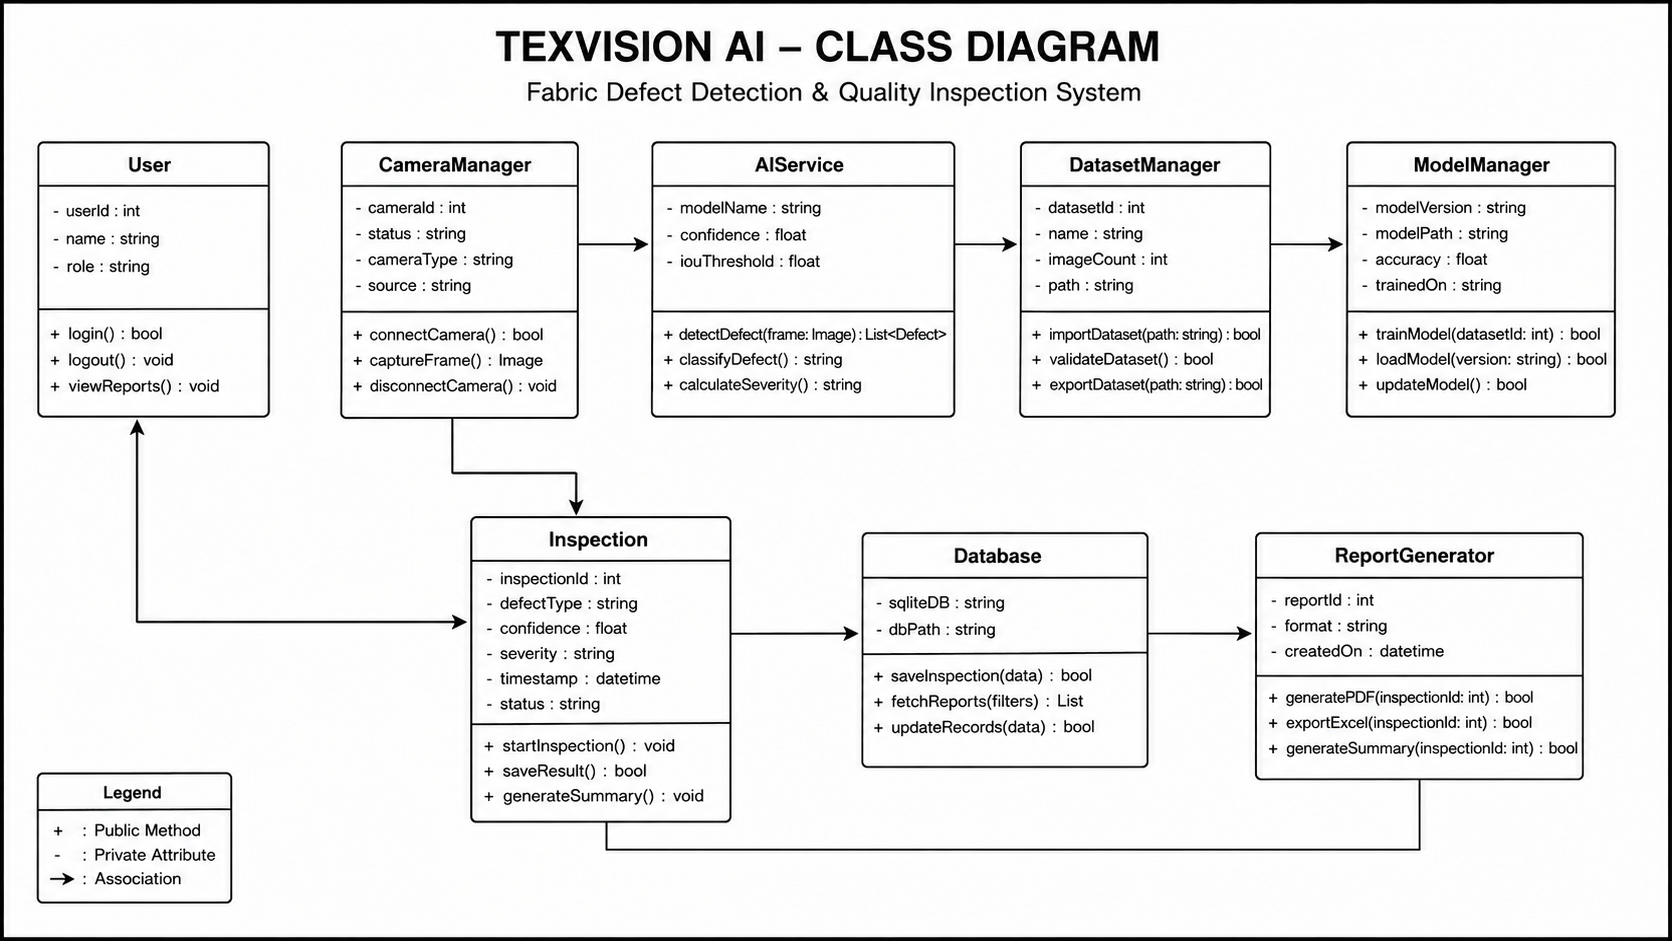 TEXVISION AI – CLASS DIAGRAM
Fabric Defect Detection & Quality Inspection System
User
- userId : int
- name : string
- role : string
+ login() : bool
+ logout() : void
+ viewReports() : void
CameraManager
- cameraId : int
- status : string
- cameraType : string
- source : string
+ connectCamera() : bool
+ captureFrame() : Image
+ disconnectCamera() : void
AIService
- modelName : string
- confidence : float
- iouThreshold : float
+ detectDefect(frame: Image) : List<Defect>
+ classifyDefect() : string
+ calculateSeverity() : string
DatasetManager
- datasetId : int
- name : string
- imageCount : int
- path : string
+ importDataset(path: string) : bool
+ validateDataset() : bool
+ exportDataset(path: string) : bool
ModelManager
- modelVersion : string
- modelPath : string
- accuracy : float
- trainedOn : string
+ trainModel(datasetId: int) : bool
+ loadModel(version: string) : bool
+ updateModel() : bool
Inspection
- inspectionId : int
- defectType : string
- confidence : float
- severity : string
- timestamp : datetime
- status : string
+ startInspection() : void
+ saveResult() : bool
+ generateSummary() : void
Database
- sqliteDB : string
- dbPath : string
+ saveInspection(data) : bool
+ fetchReports(filters) : List
+ updateRecords(data) : bool
ReportGenerator
- reportId : int
- format : string
- createdOn : datetime
+ generatePDF(inspectionId: int) : bool
+ exportExcel(inspectionId: int) : bool
+ generateSummary(inspectionId: int) : bool
Legend
+ : Public Method
- : Private Attribute
→ : Association